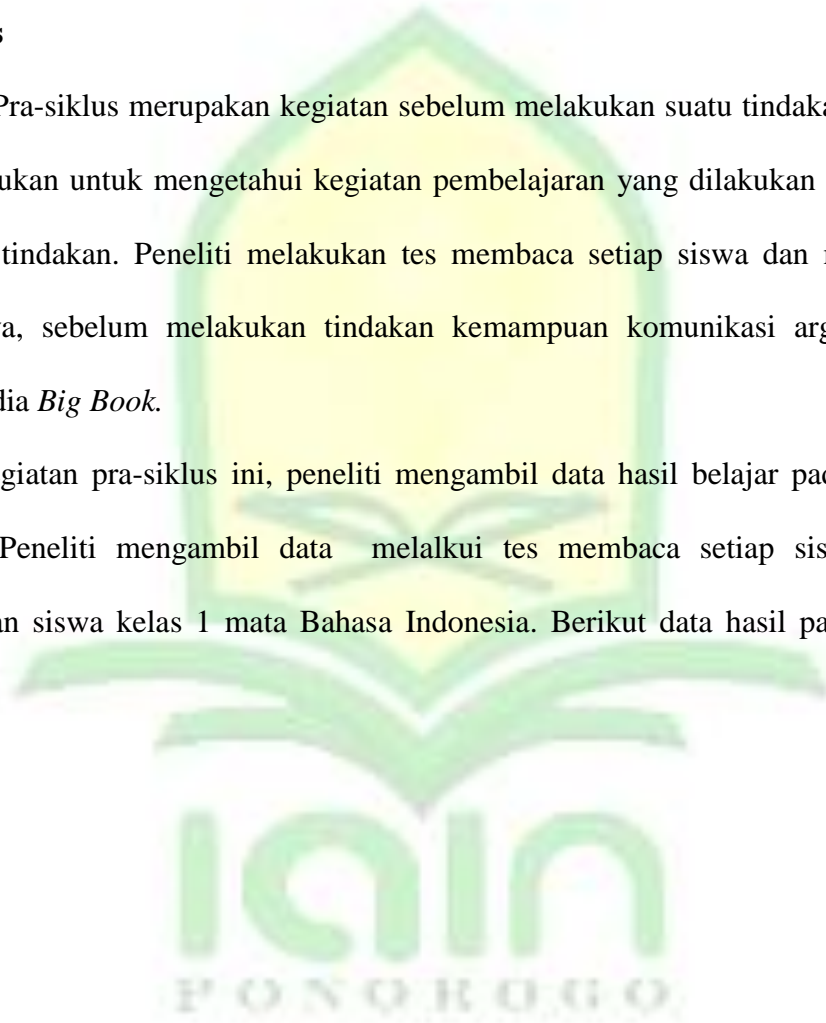 s
Pra-siklus merupakan kegiatan sebelum melakukan suatu tindaka
ukan untuk mengetahui kegiatan pembelajaran yang dilakukan
tindakan. Peneliti melakukan tes membaca setiap siswa dan
a, sebelum melakukan tindakan kemampuan komunikasi arg
dia Big Book.
giatan pra-siklus ini, peneliti mengambil data hasil belajar pad
Peneliti mengambil data melalkui tes membaca setiap sis
an siswa kelas 1 mata Bahasa Indonesia. Berikut data hasil pa
iain
PONOROGO